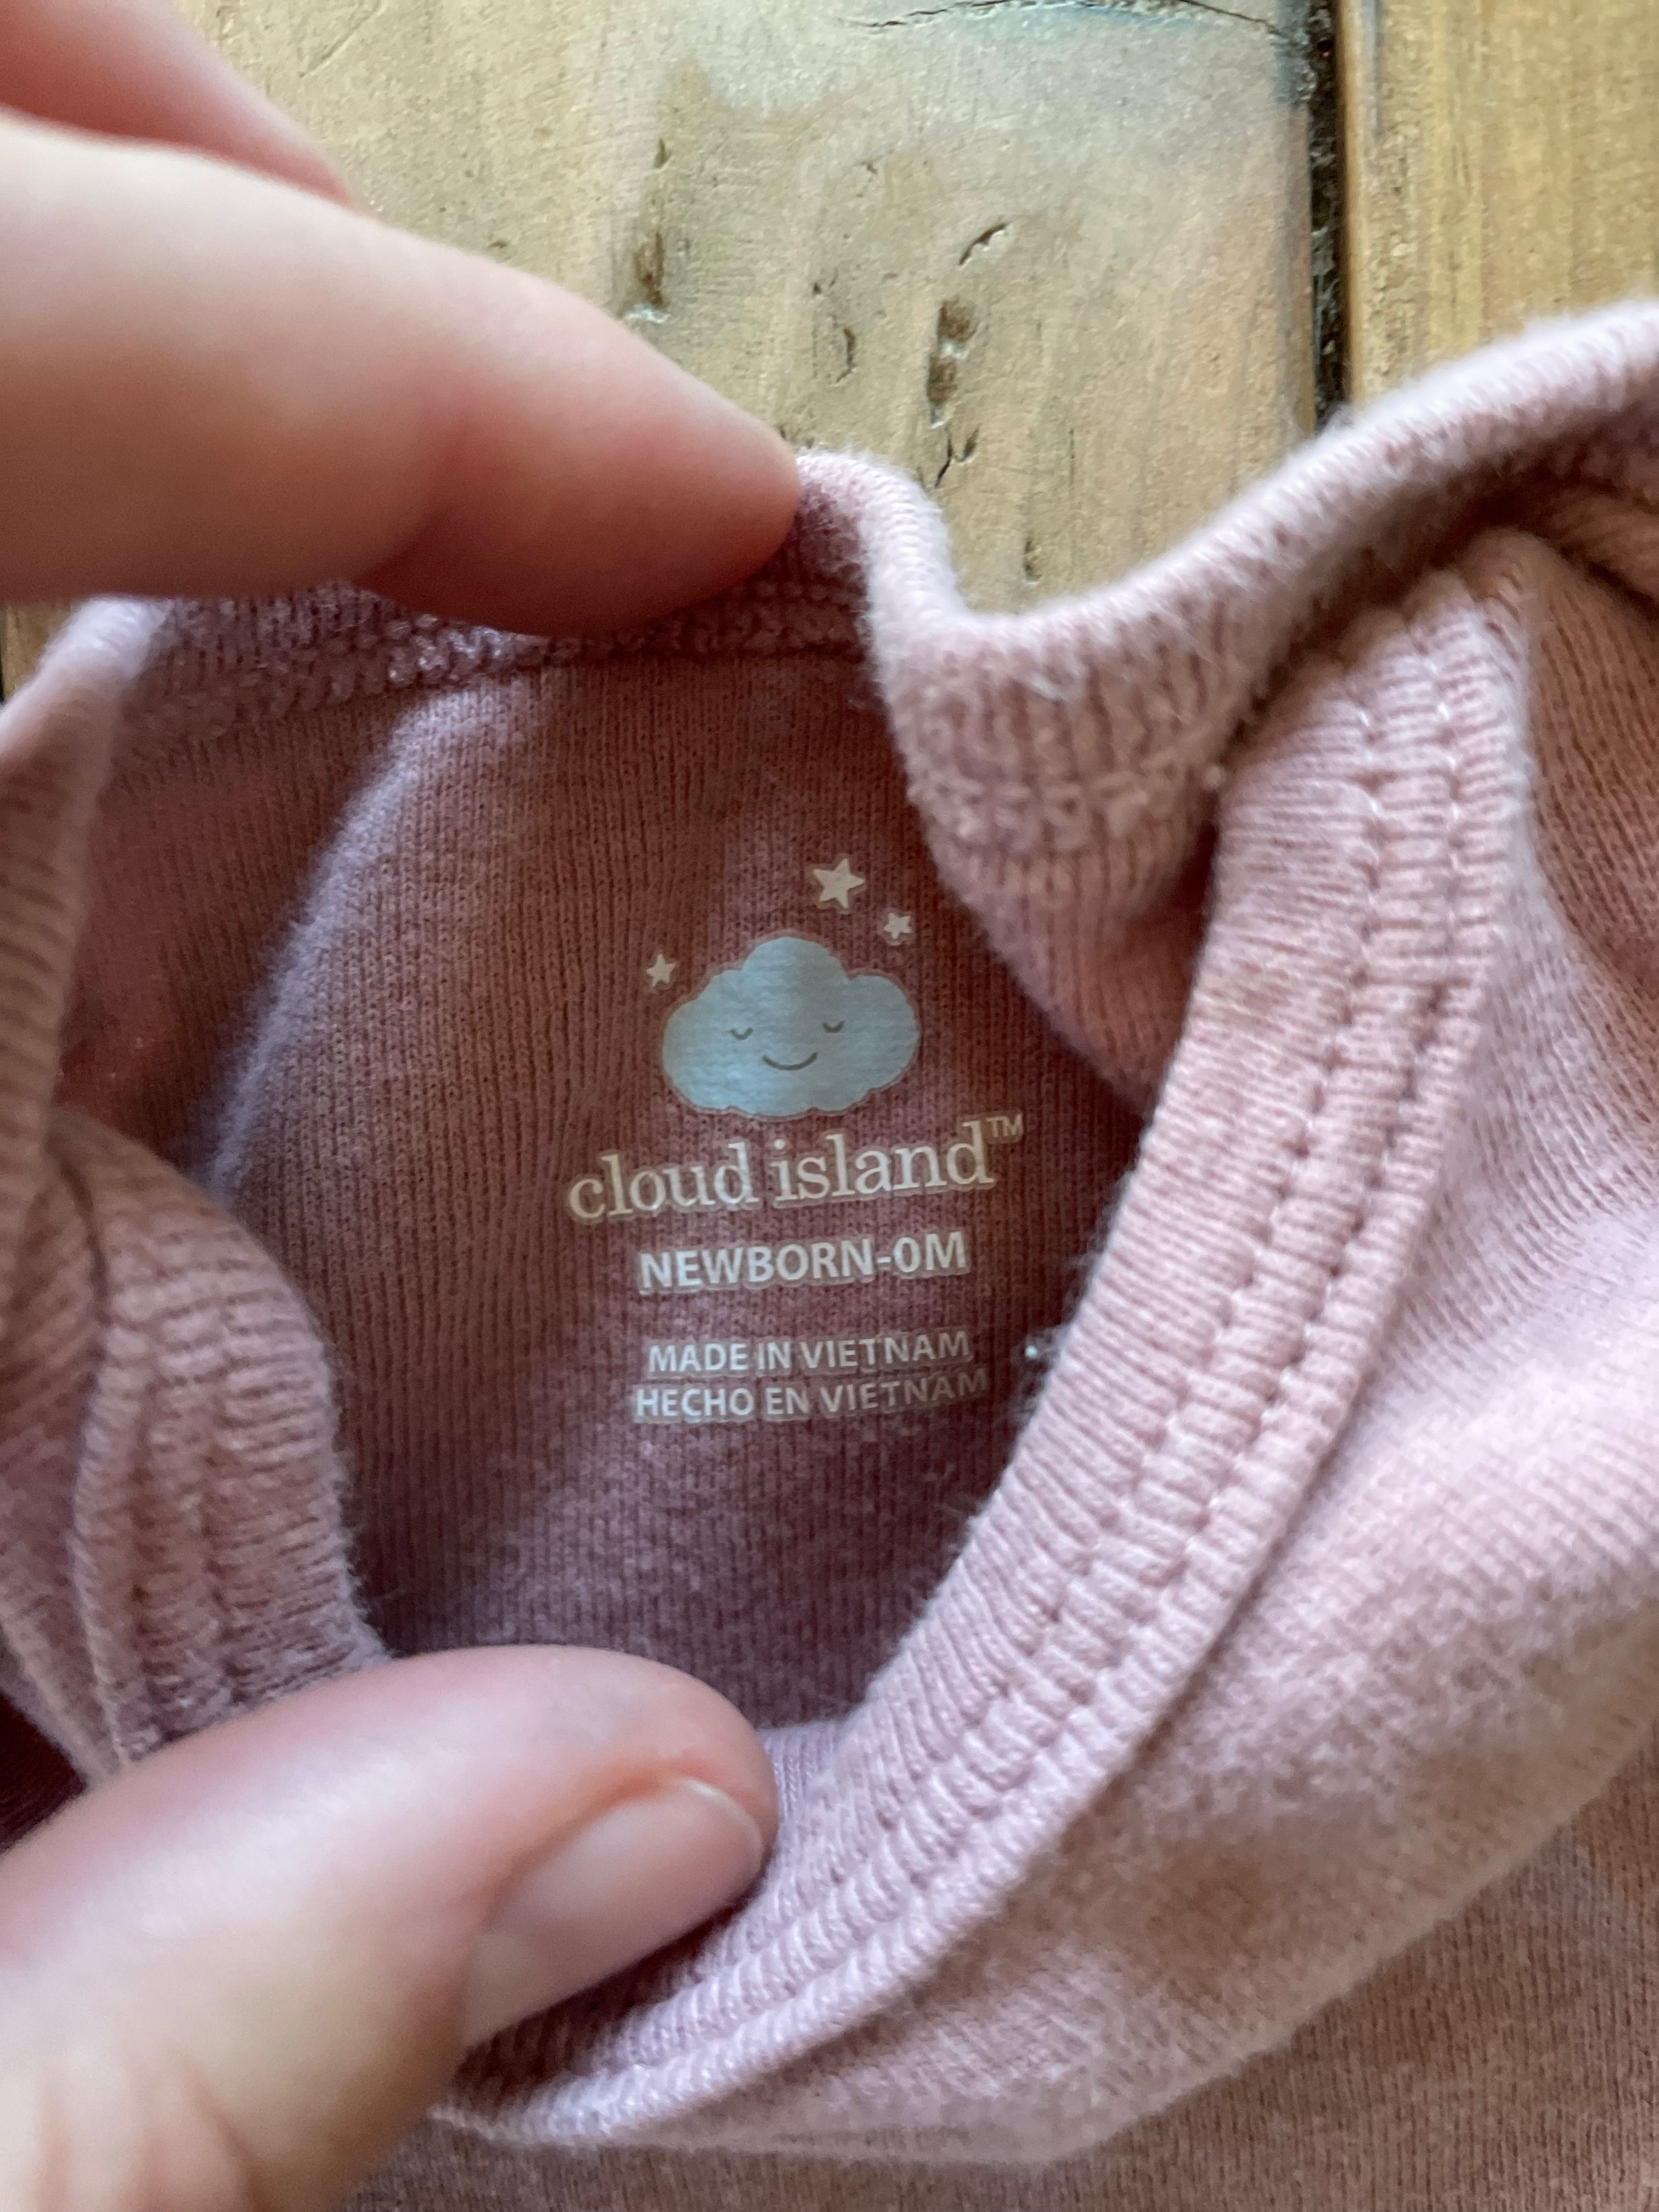 cloud island™
NEWBORN-0M
MADE IN VIETNAM
HECHO EN VIETNAM